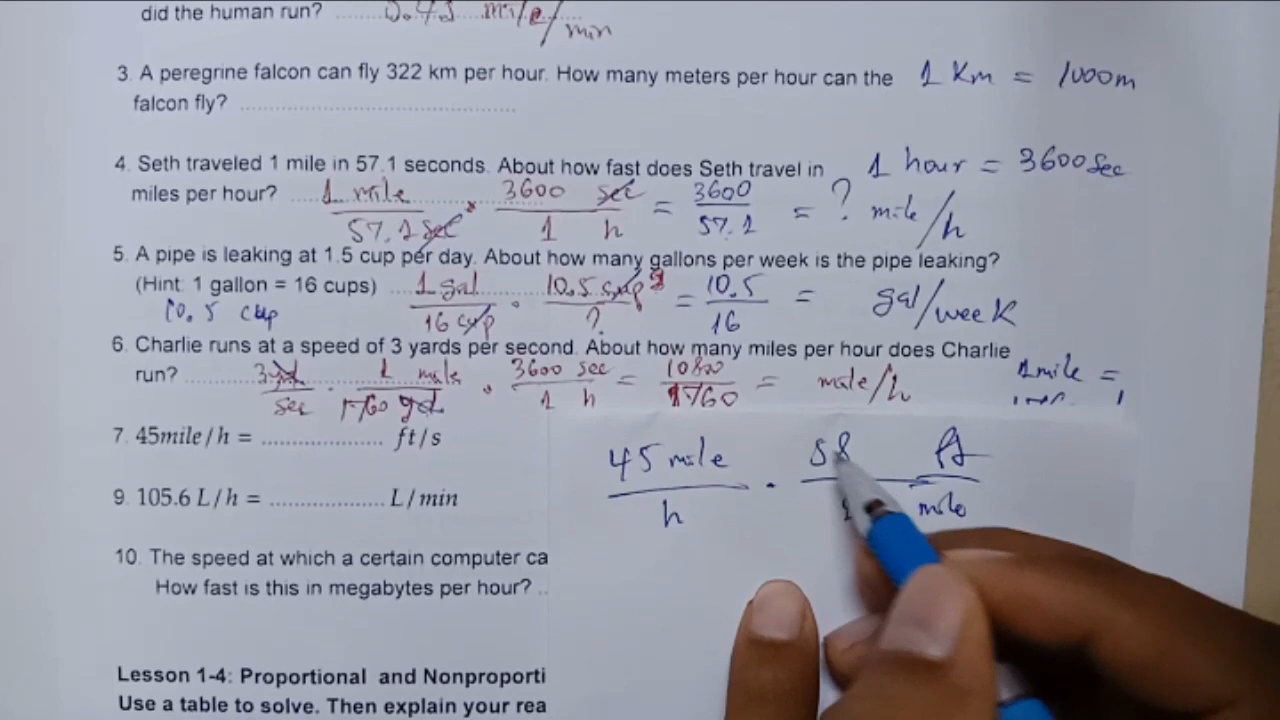 did the human run? ............ 0.45 mile/min
3. A peregrine falcon can fly 322 km per hour. How many meters per hour can the 1 Km = 1000m
falcon fly? ..................................................
4. Seth traveled 1 mile in 57.1 seconds. About how fast does Seth travel in 1 hour = 3600 Sec
miles per hour? .... 1 mile / 57.1 sec · 3600 sec / 1 h = 3600 / 57.1 = ? mile/h
5. A pipe is leaking at 1.5 cup per day. About how many gallons per week is the pipe leaking?
(Hint: 1 gallon = 16 cups) .... 1 gal / 16 cup · 10.5 cup / ? = 10.5 / 16 = gal/week
10.5 cup
6. Charlie runs at a speed of 3 yards per second. About how many miles per hour does Charlie
run? .... 3 yd / sec · 1 mile / 1760 yd · 3600 sec / 1 h = 10800 / 1760 = mile/h 1 mile =
7. 45mile/h = .................... ft/s
45 mile / h · 58 ft / mile
9. 105.6 L/h = .................. L/min
10. The speed at which a certain computer ca
How fast is this in megabytes per hour? ..
Lesson 1-4: Proportional and Nonproporti
Use a table to solve. Then explain your rea